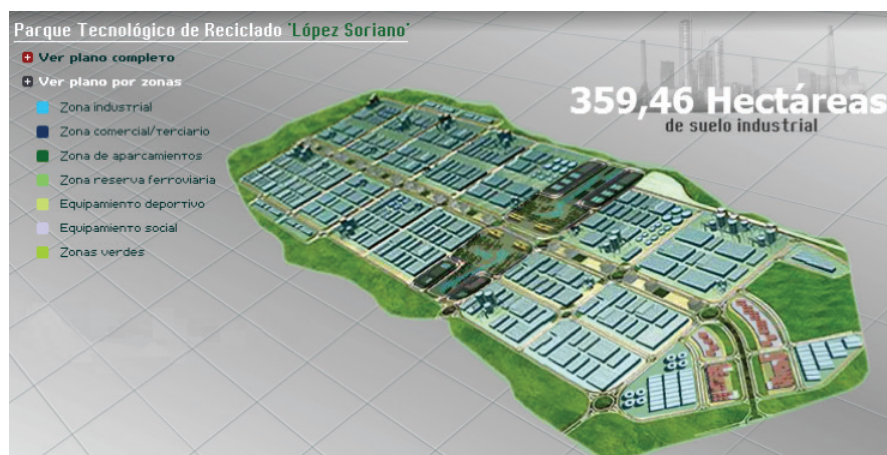 Parque Tecnológico de Reciclado 'López Soriano'
Ver plano completo
Ver plano por zonas
Zona industrial
Zona comercial/terciario
Zona de aparcamientos
Zona reserva ferroviaria
Equipamiento deportivo
Equipamiento social
Zonas verdes
359,46 Hectáreas
de suelo industrial